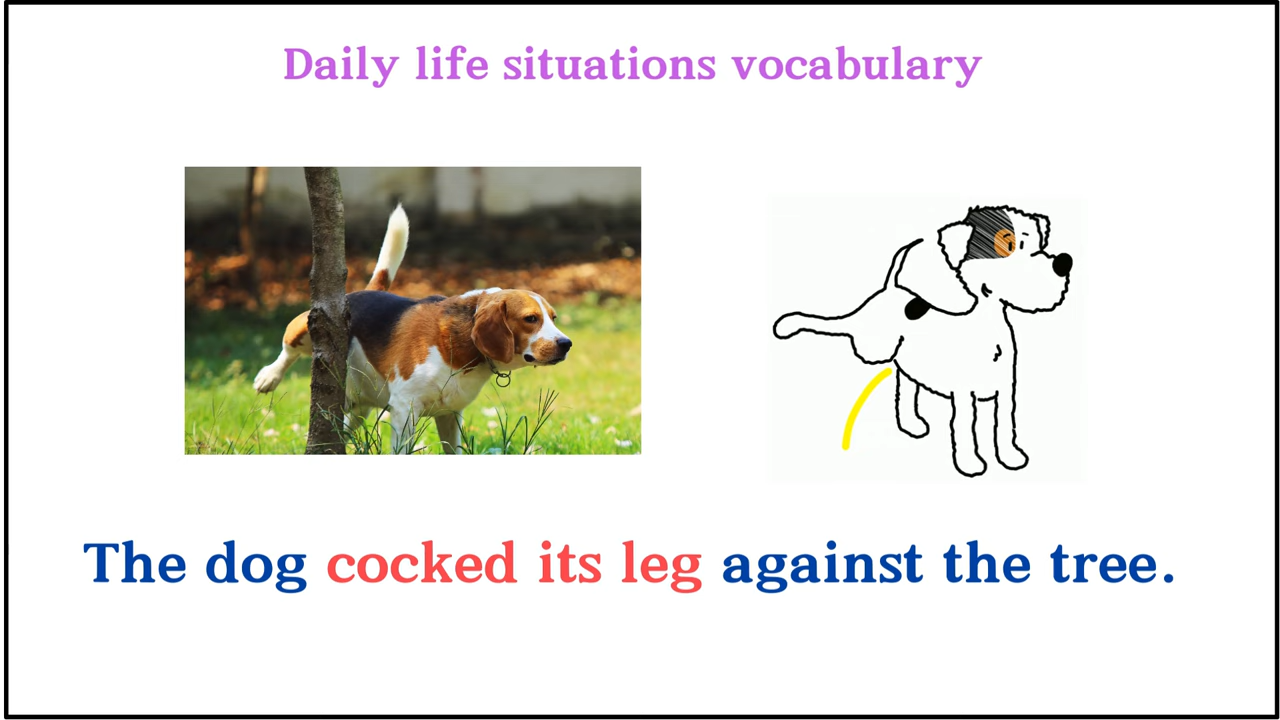 Daily life situations vocabulary
The dog cocked its leg against the tree.